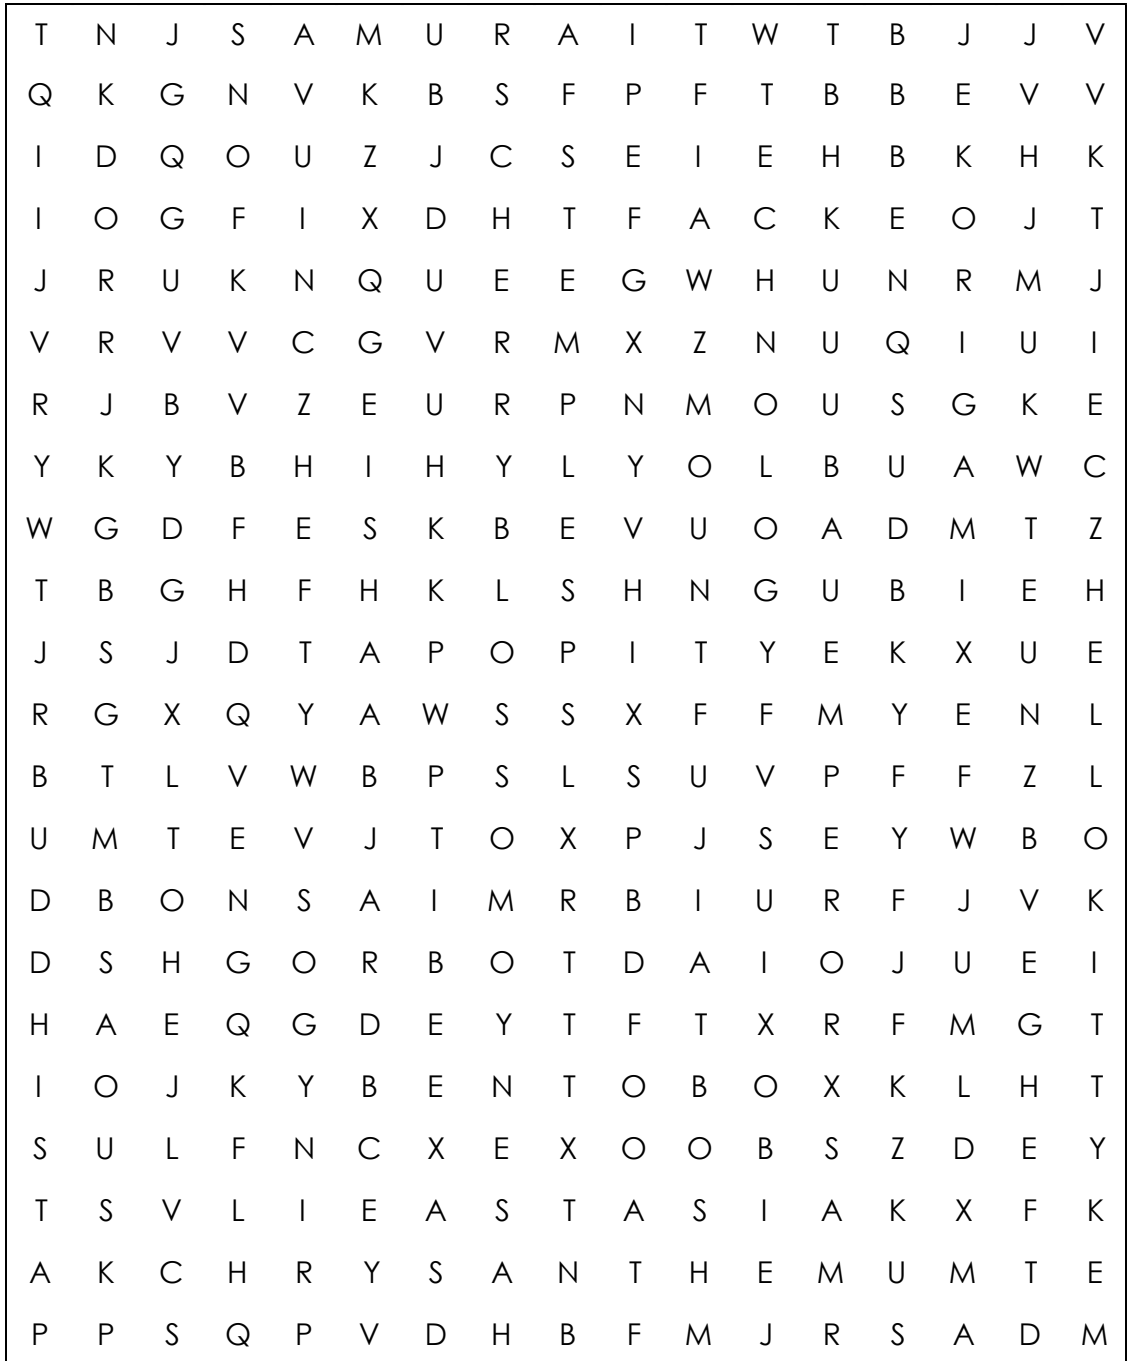 T N J S A M U R A I T W T B J J V
Q K G N V K B S F P F T B B E V V
I D Q O U Z J C S E I E H B K H K
I O G F I X D H T F A C K E O J T
J R U K N Q U E E G W H U N R M J
V R V V C G V R M X Z N U Q I U I
R J B V Z E U R P N M O U S G K E
Y K Y B H I H Y L Y O L B U A W C
W G D F E S K B E V U O A D M T Z
T B G H F H K L S H N G U B I E H
J S J D T A P O P I T Y E K X U E
R G X Q Y A W S S X F F M Y E N L
B T L V W B P S L S U V P F F Z L
U M T E V J T O X P J S E Y W B O
D B O N S A I M R B I U R F J V K
D S H G O R B O T D A I O J U E I
H A E Q G D E Y T F T X R F M G T
I O J K Y B E N T O B O X K L H T
S U L F N C X E X O O B S Z D E Y
T S V L I E A S T A S I A K X F K
A K C H R Y S A N T H E M U M T E
P P S Q P V D H B F M J R S A D M